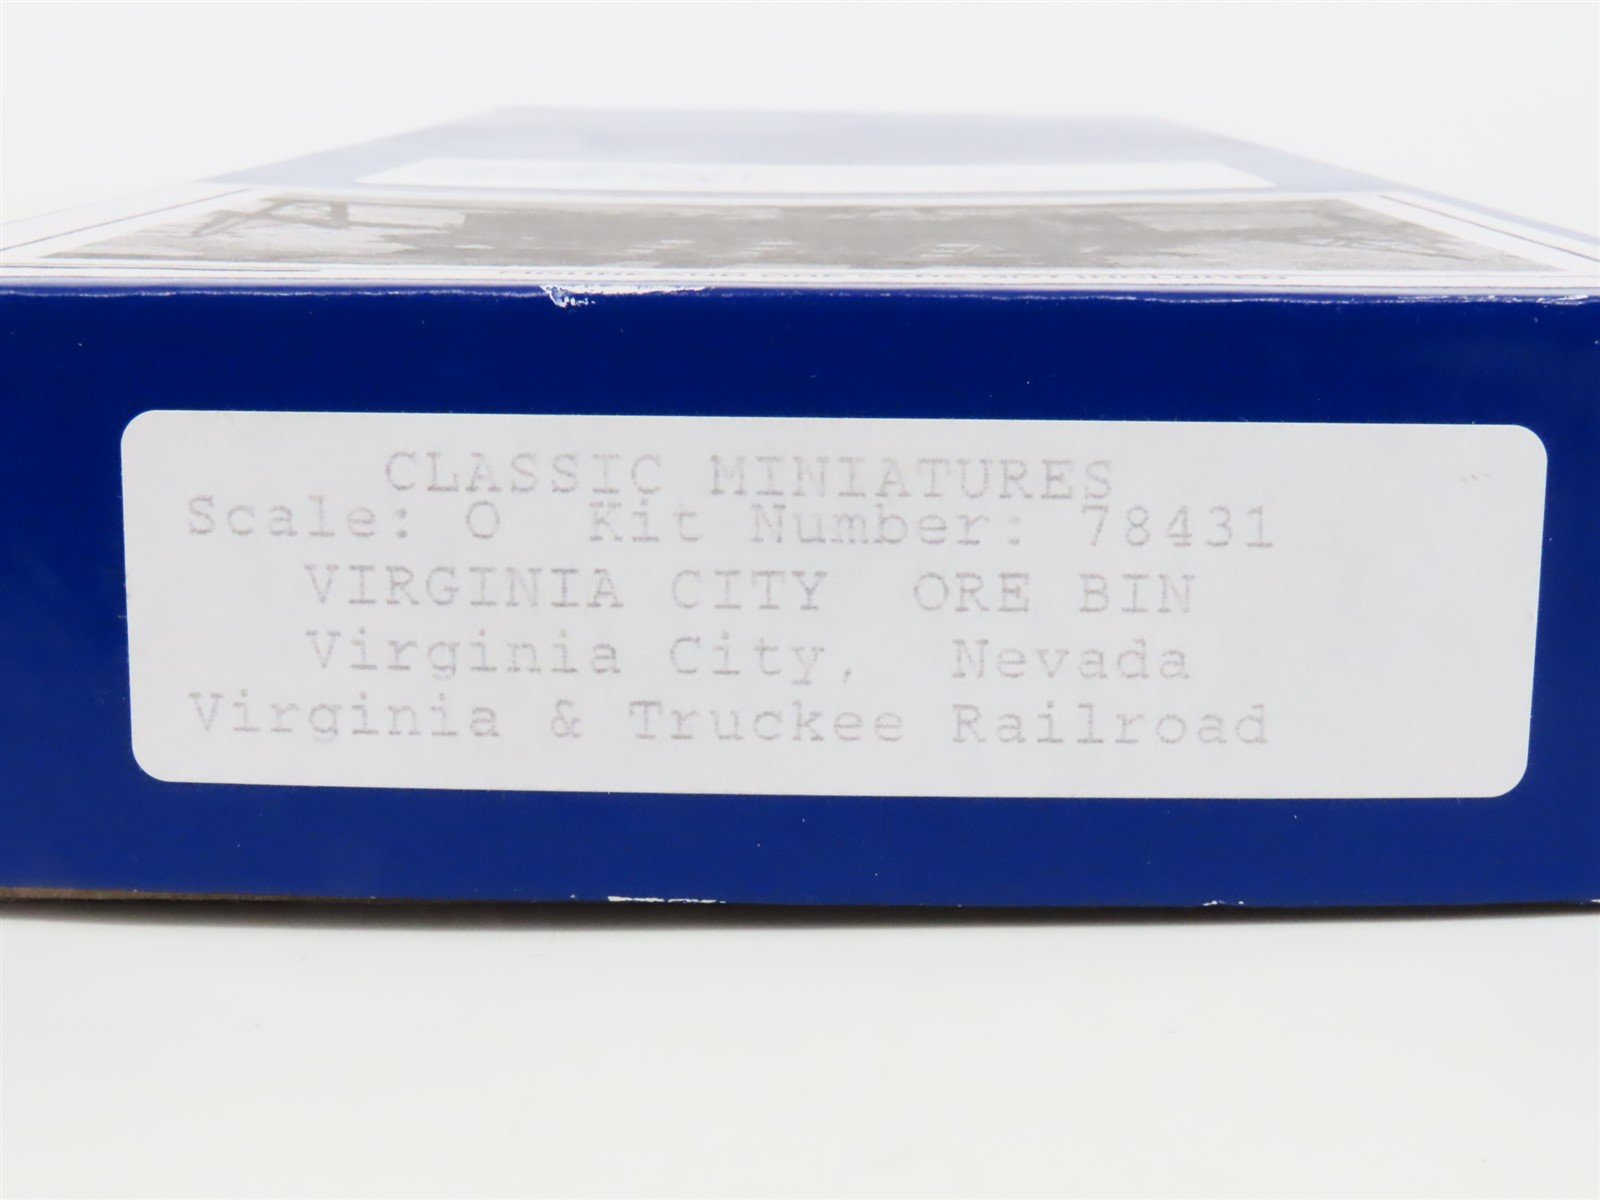 CLASSIC MINIATURES
Scale: O Kit Number: 78431
VIRGINIA CITY ORE BIN
Virginia City, Nevada
Virginia & Truckee Railroad